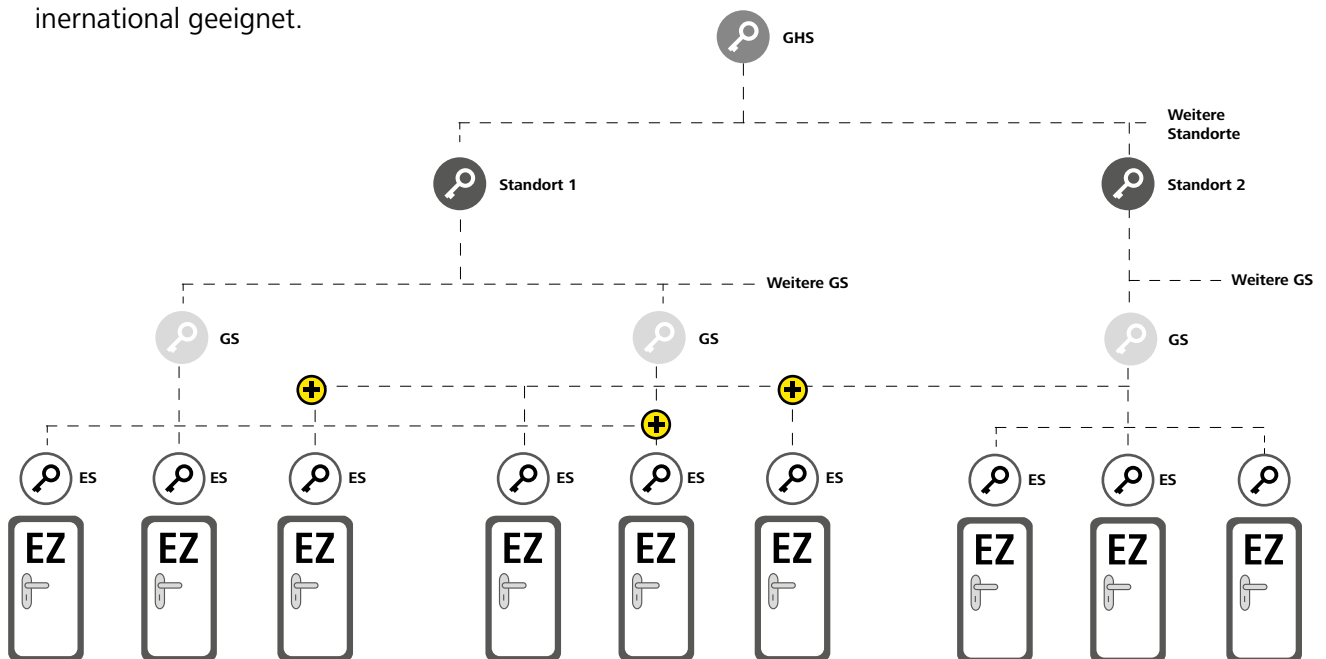 inernational geeignet.
GHS
Weitere
Standorte
Standort 1
Standort 2
Weitere GS
Weitere GS
GS
GS
GS
ES
ES
ES
ES
ES
ES
ES
ES
EZ
EZ
EZ
EZ
EZ
EZ
EZ
EZ
EZ